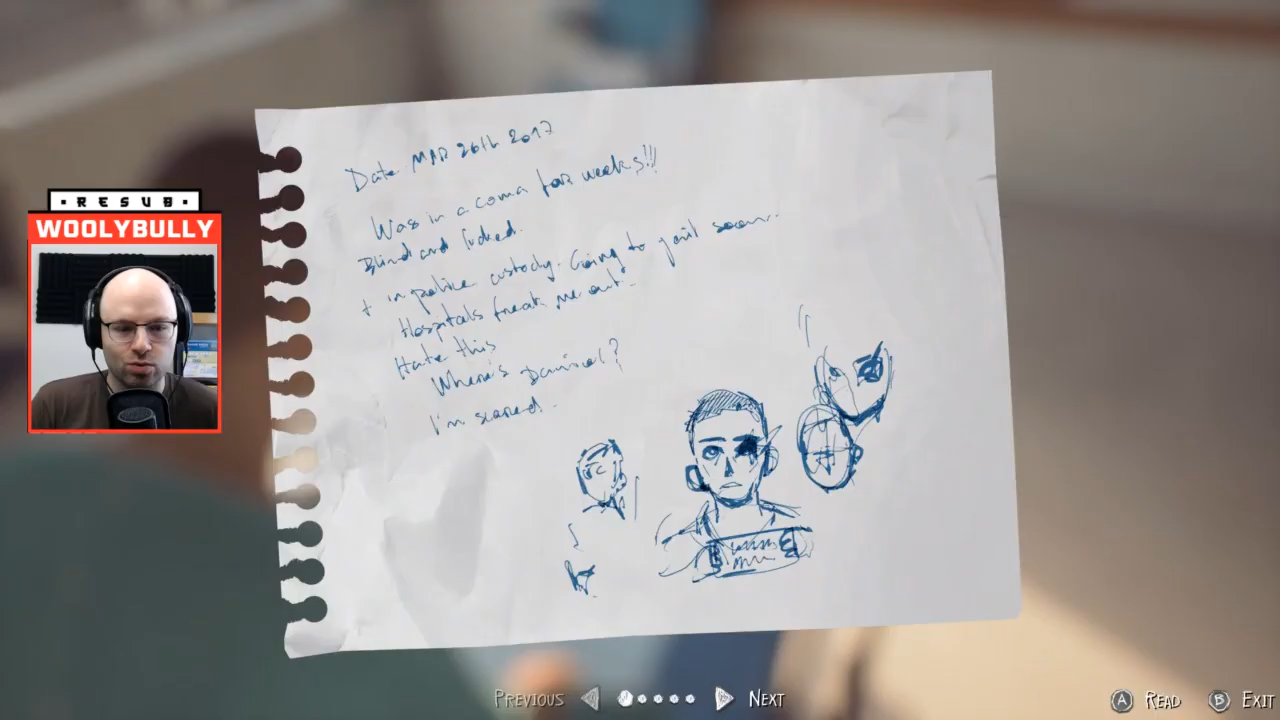 RESUB
WOOLYBULLY
Date MAR 26th 2017
Was in a coma for weeks!!!
Blind and fucked.
+ in police custody. Going to jail soon.
Hospitals freak me out.
Hate this
Where's Daniel?
I'm scared.
PREVIOUS
NEXT
A READ
B EXIT